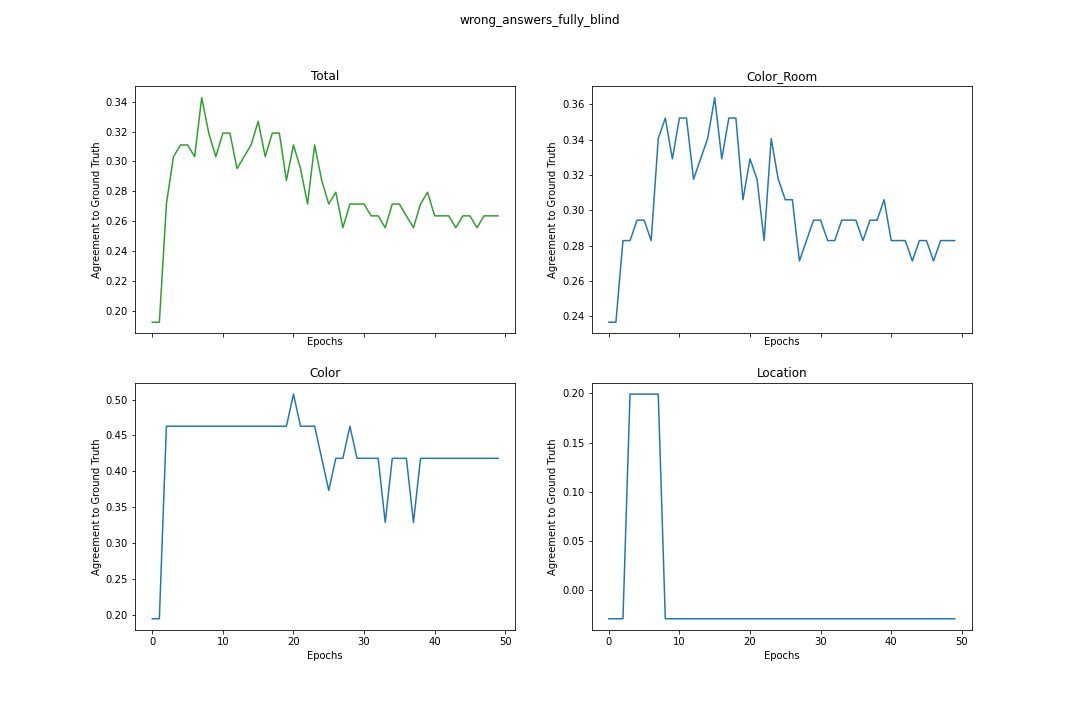 wrong_answers_fully_blind
Total
Agreement to Ground Truth
0.34
0.32
0.30
0.28
0.26
0.24
0.22
0.20
Epochs
Color_Room
Agreement to Ground Truth
0.36
0.34
0.32
0.30
0.28
0.26
0.24
Epochs
Color
Agreement to Ground Truth
0.50
0.45
0.40
0.35
0.30
0.25
0.20
0 10 20 30 40 50
Epochs
Location
Agreement to Ground Truth
0.20
0.15
0.10
0.05
0.00
0 10 20 30 40 50
Epochs